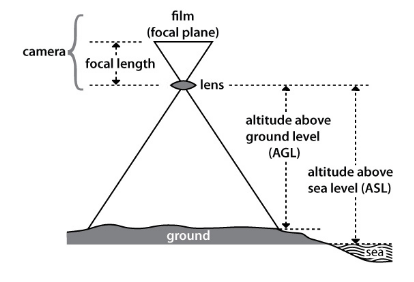 film
(focal plane)
camera
focal length
lens
altitude above
ground level
(AGL)
altitude above
sea level (ASL)
ground
sea